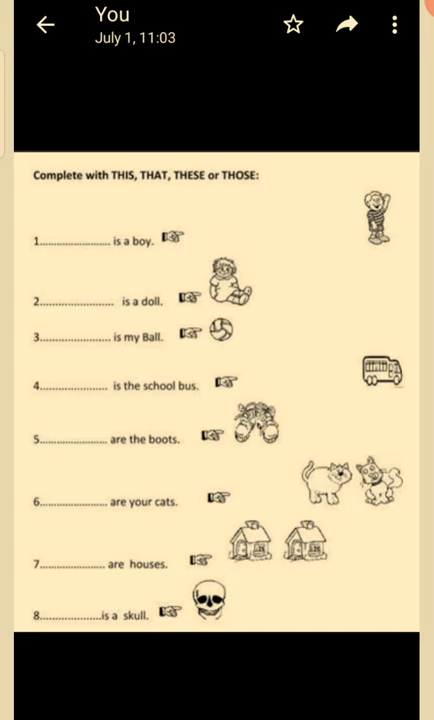 You
July 1, 11:03
Complete with THIS, THAT, THESE or THOSE:
1........................ is a boy.
2......................... is a doll.
3........................ is my Ball.
4........................ is the school bus.
5........................ are the boots.
6........................ are your cats.
7........................ are houses.
8.....................is a skull.